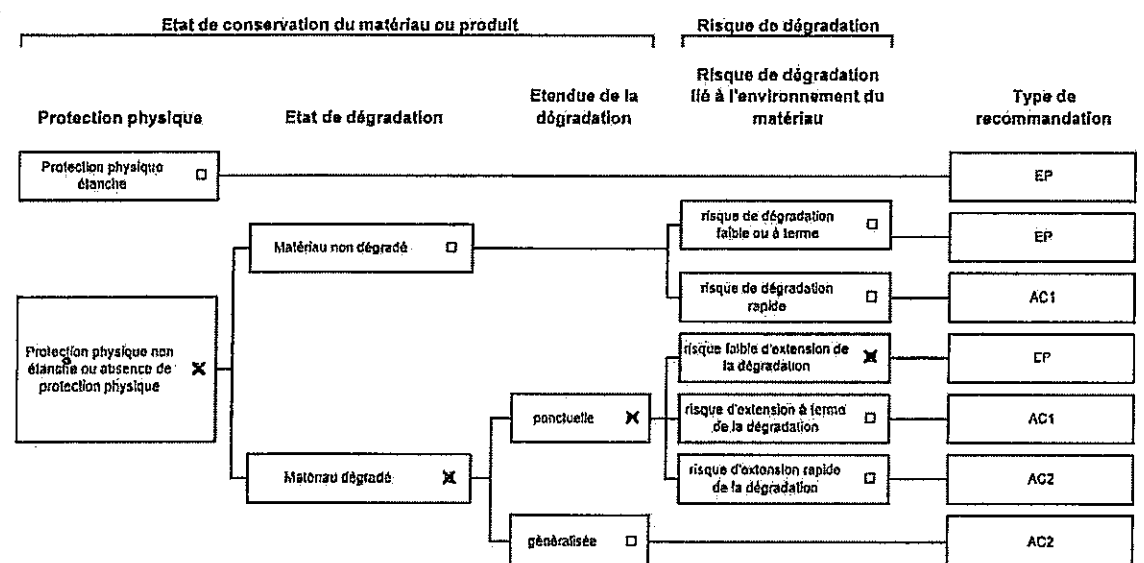 Etat de conservation du matériau ou produit
Risque de dégradation
Protection physique
Etat de dégradation
Etendue de la
dégradation
Risque de dégradation
lié à l'environnement du
matériau
Type de
recommandation
Protection physique
étanche
EP
Matériau non dégradé
risque de dégradation
faible ou à terme
EP
risque de dégradation
rapide
AC1
Protection physique non
étanche ou absence de
protection physique
risque faible d'extension de
la dégradation
EP
ponctuelle
risque d'extension à terme
de la dégradation
AC1
Matériau dégradé
risque d'extension rapide
de la dégradation
AC2
généralisée
AC2